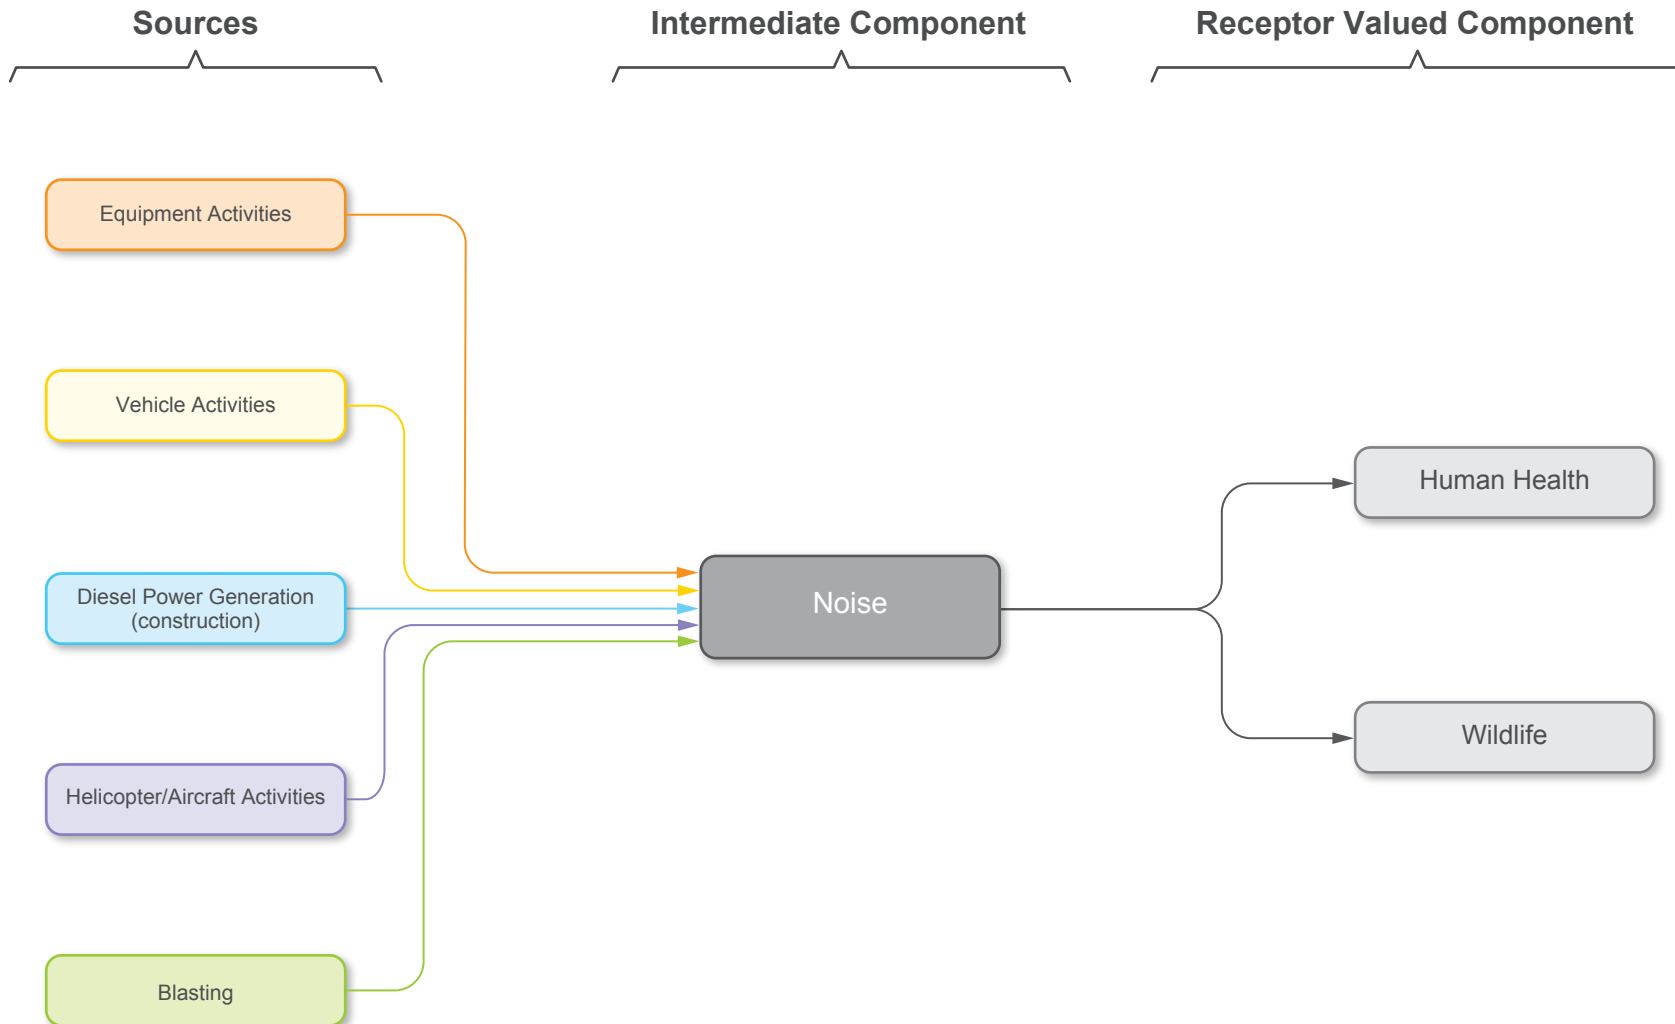 Sources
Intermediate Component
Receptor Valued Component
Equipment Activities
Vehicle Activities
Diesel Power Generation
(construction)
Helicopter/Aircraft Activities
Blasting
Noise
Human Health
Wildlife